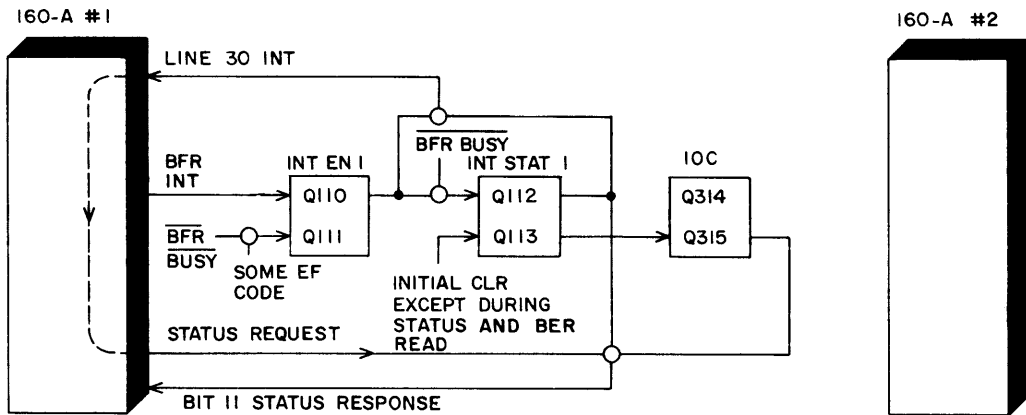 160-A #1
160-A #2
LINE 30 INT
BFR BUSY
BFR
INT
INT EN 1
INT STAT 1
IOC
Q110
Q111
Q112
Q113
Q314
Q315
BFR
BUSY
SOME EF
CODE
INITIAL CLR
EXCEPT DURING
STATUS AND BER
READ
STATUS REQUEST
BIT 11 STATUS RESPONSE